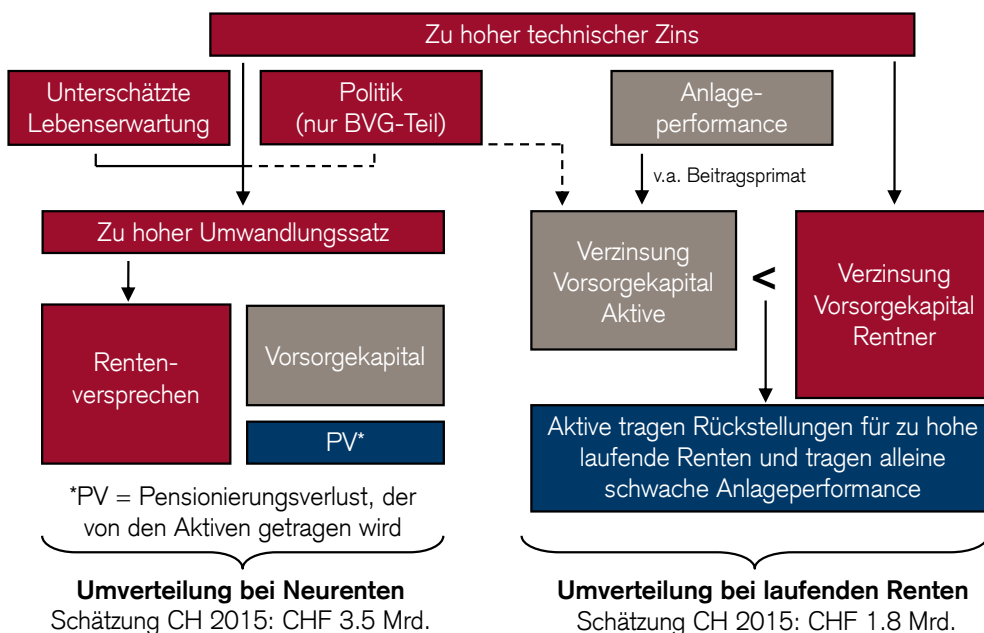 Zu hoher technischer Zins
Unterschätzte
Lebenserwartung
Politik
(nur BVG-Teil)
Anlage-
performance
v.a. Beitragsprimat
Zu hoher Umwandlungssatz
Renten-
versprechen
Vorsorgekapital
PV*
*PV = Pensionierungsverlust, der
von den Aktiven getragen wird
Umverteilung bei Neurenten
Schätzung CH 2015: CHF 3.5 Mrd.
Verzinsung
Vorsorgekapital
Aktive
<
Verzinsung
Vorsorgekapital
Rentner
Aktive tragen Rückstellungen für zu hohe
laufende Renten und tragen alleine
schwache Anlageperformance
Umverteilung bei laufenden Renten
Schätzung CH 2015: CHF 1.8 Mrd.